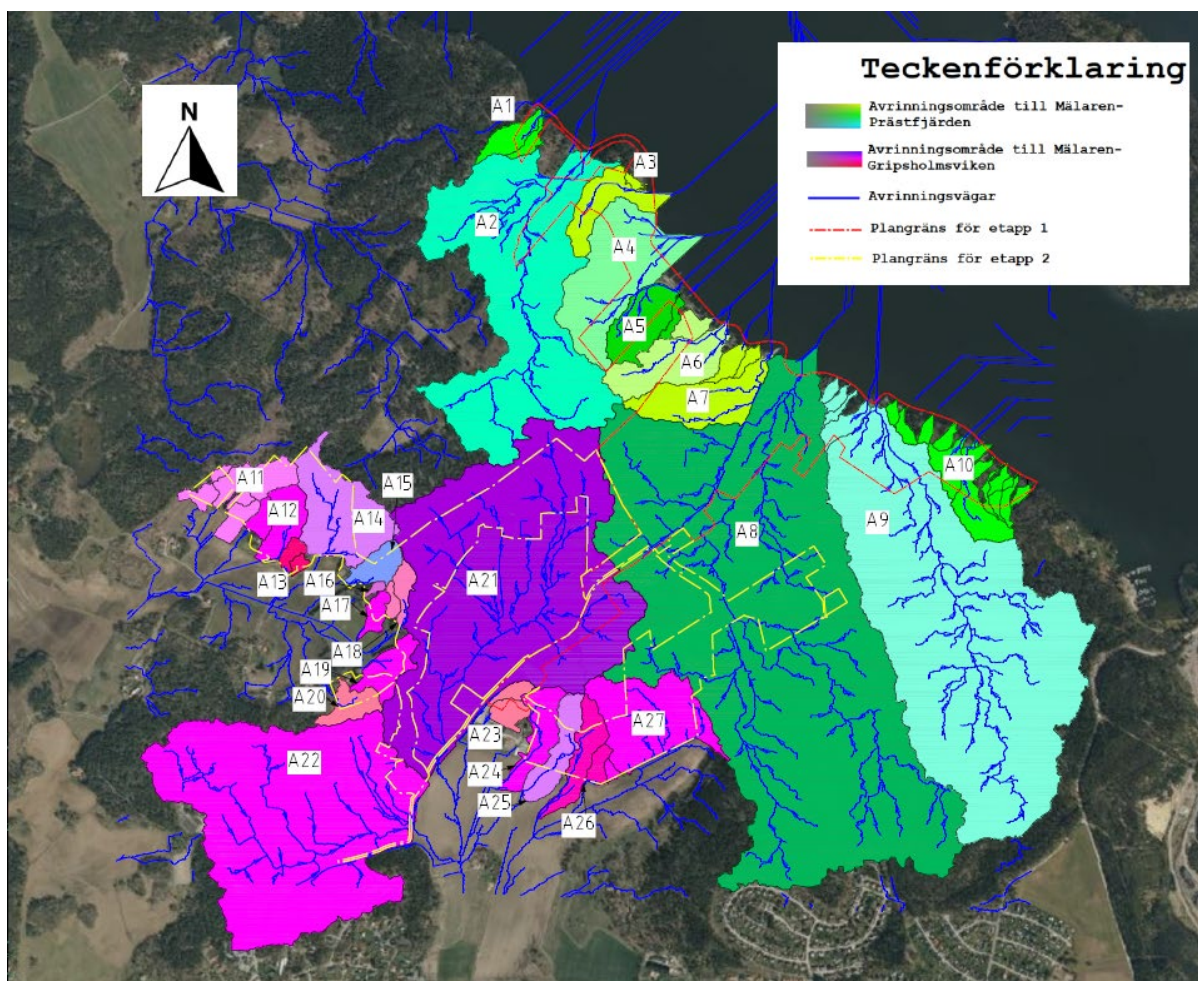 Teckenförklaring
Avrinningsområde till Mälaren-
Prästfjärden
Avrinningsområde till Mälaren-
Gripsholmsviken
Avrinningsvägar
Plangräns för etapp 1
Plangräns för etapp 2
N
A1
A3
A2
A4
A5
A6
A7
A10
A15
A11
A12
A14
A9
A8
A21
A13
A16
A17
A18
A19
A20
A27
A23
A22
A24
A25
A26